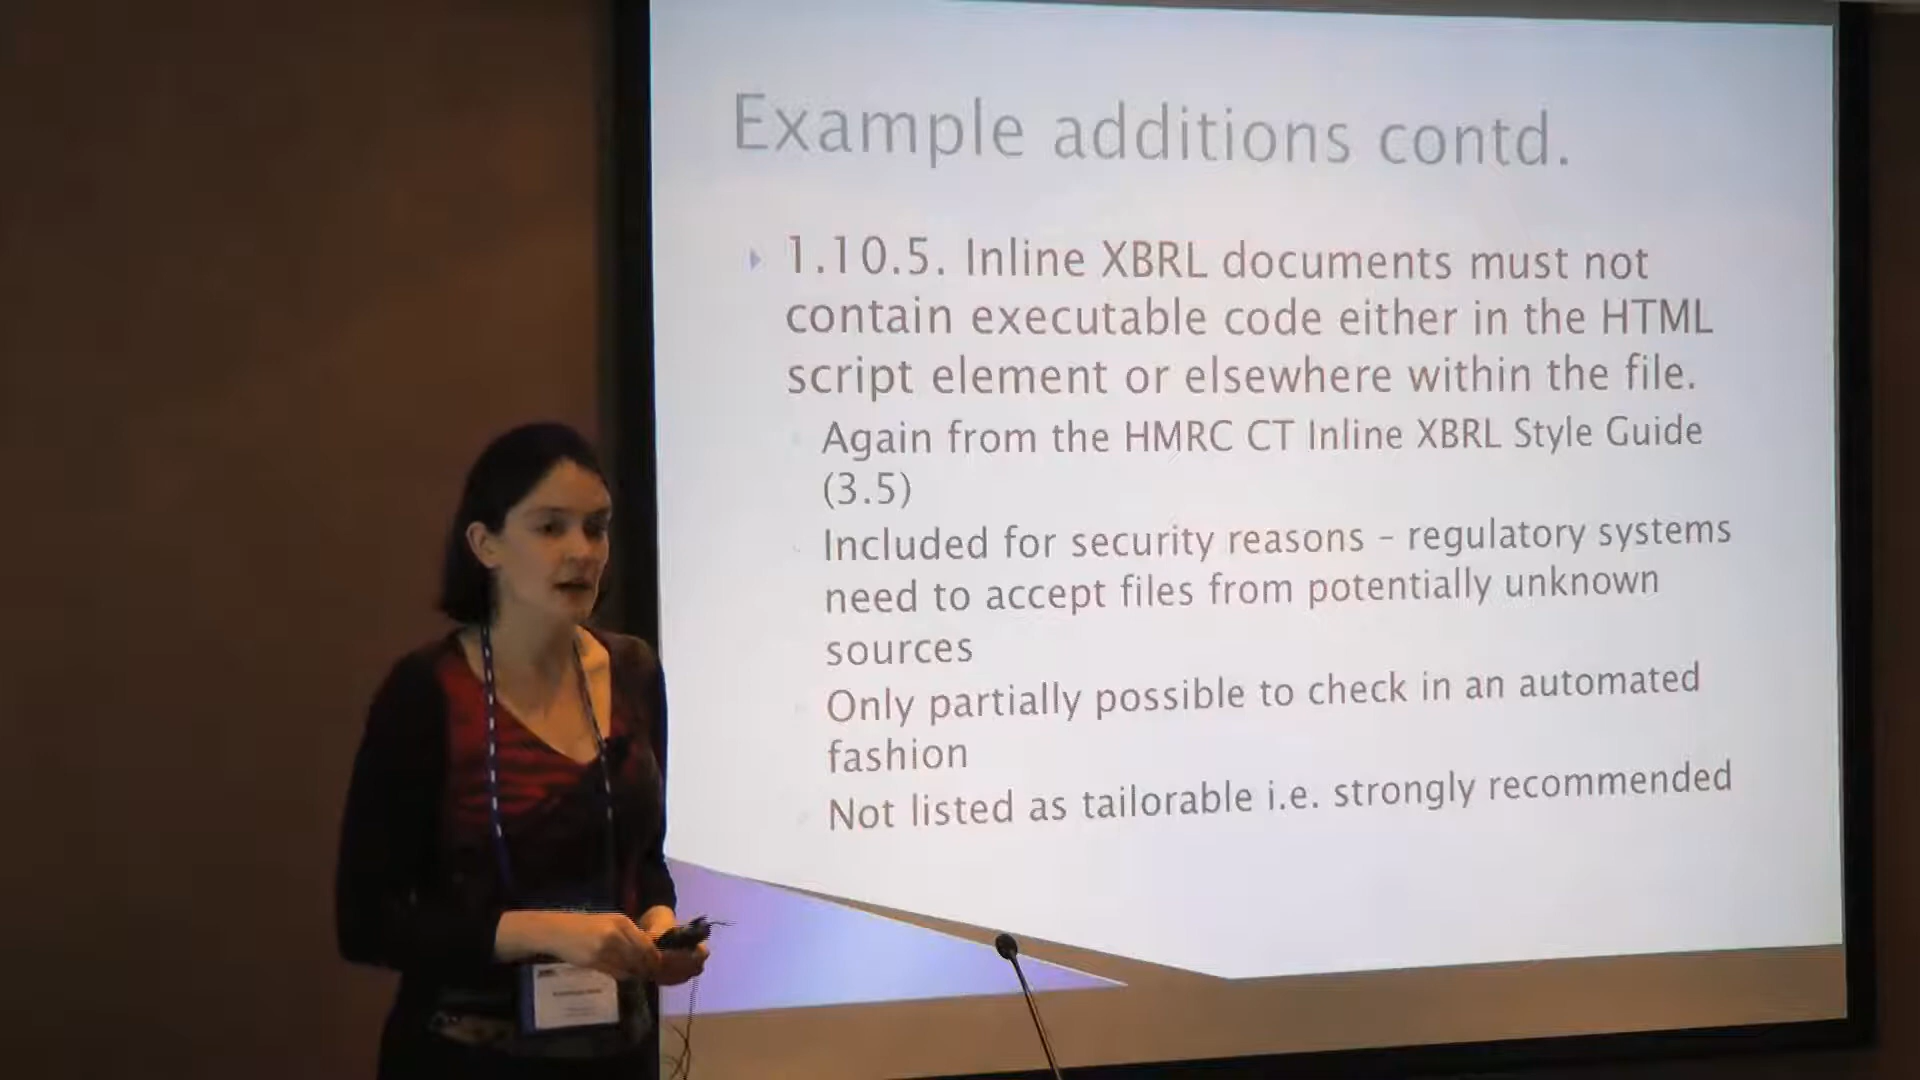 Example additions contd.
1.10.5. Inline XBRL documents must not
contain executable code either in the HTML
script element or elsewhere within the file.
Again from the HMRC CT Inline XBRL Style Guide
(3.5)
Included for security reasons – regulatory systems
need to accept files from potentially unknown
sources
Only partially possible to check in an automated
fashion
Not listed as tailorable i.e. strongly recommended